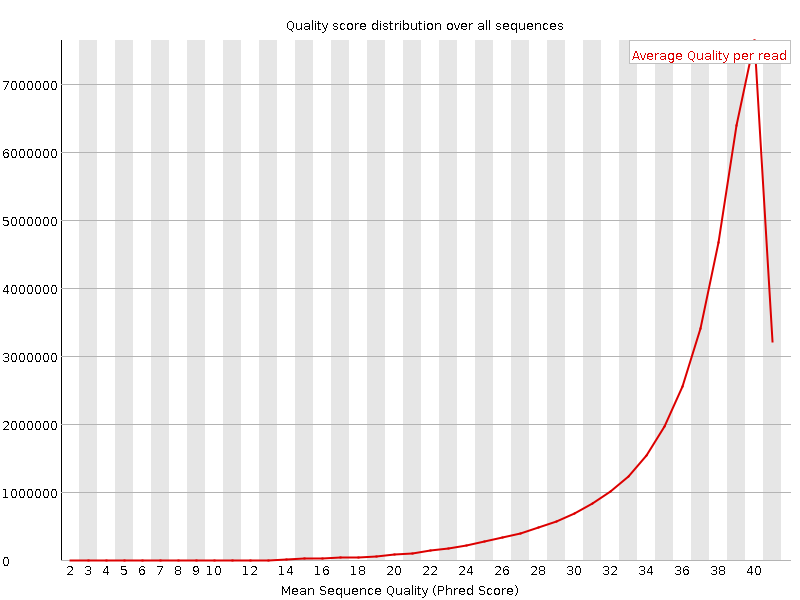 Quality score distribution over all sequences
Average Quality per read
7000000
6000000
5000000
4000000
3000000
2000000
1000000
0
2 3 4 5 6 7 8 9 10 12 14 16 18 20 22 24 26 28 30 32 34 36 38 40
Mean Sequence Quality (Phred Score)